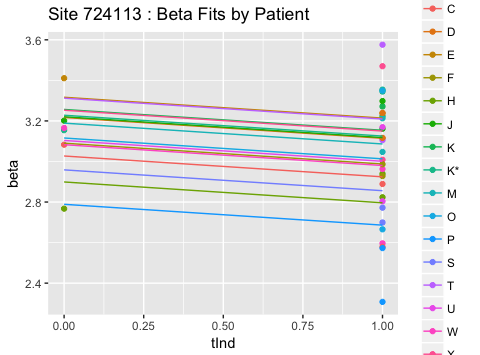 Site 724113 : Beta Fits by Patient
3.6
3.2
2.8
2.4
beta
0.00
0.25
0.50
0.75
1.00
tInd
C
D
E
F
H
J
K
K*
M
O
P
S
T
U
W
Y